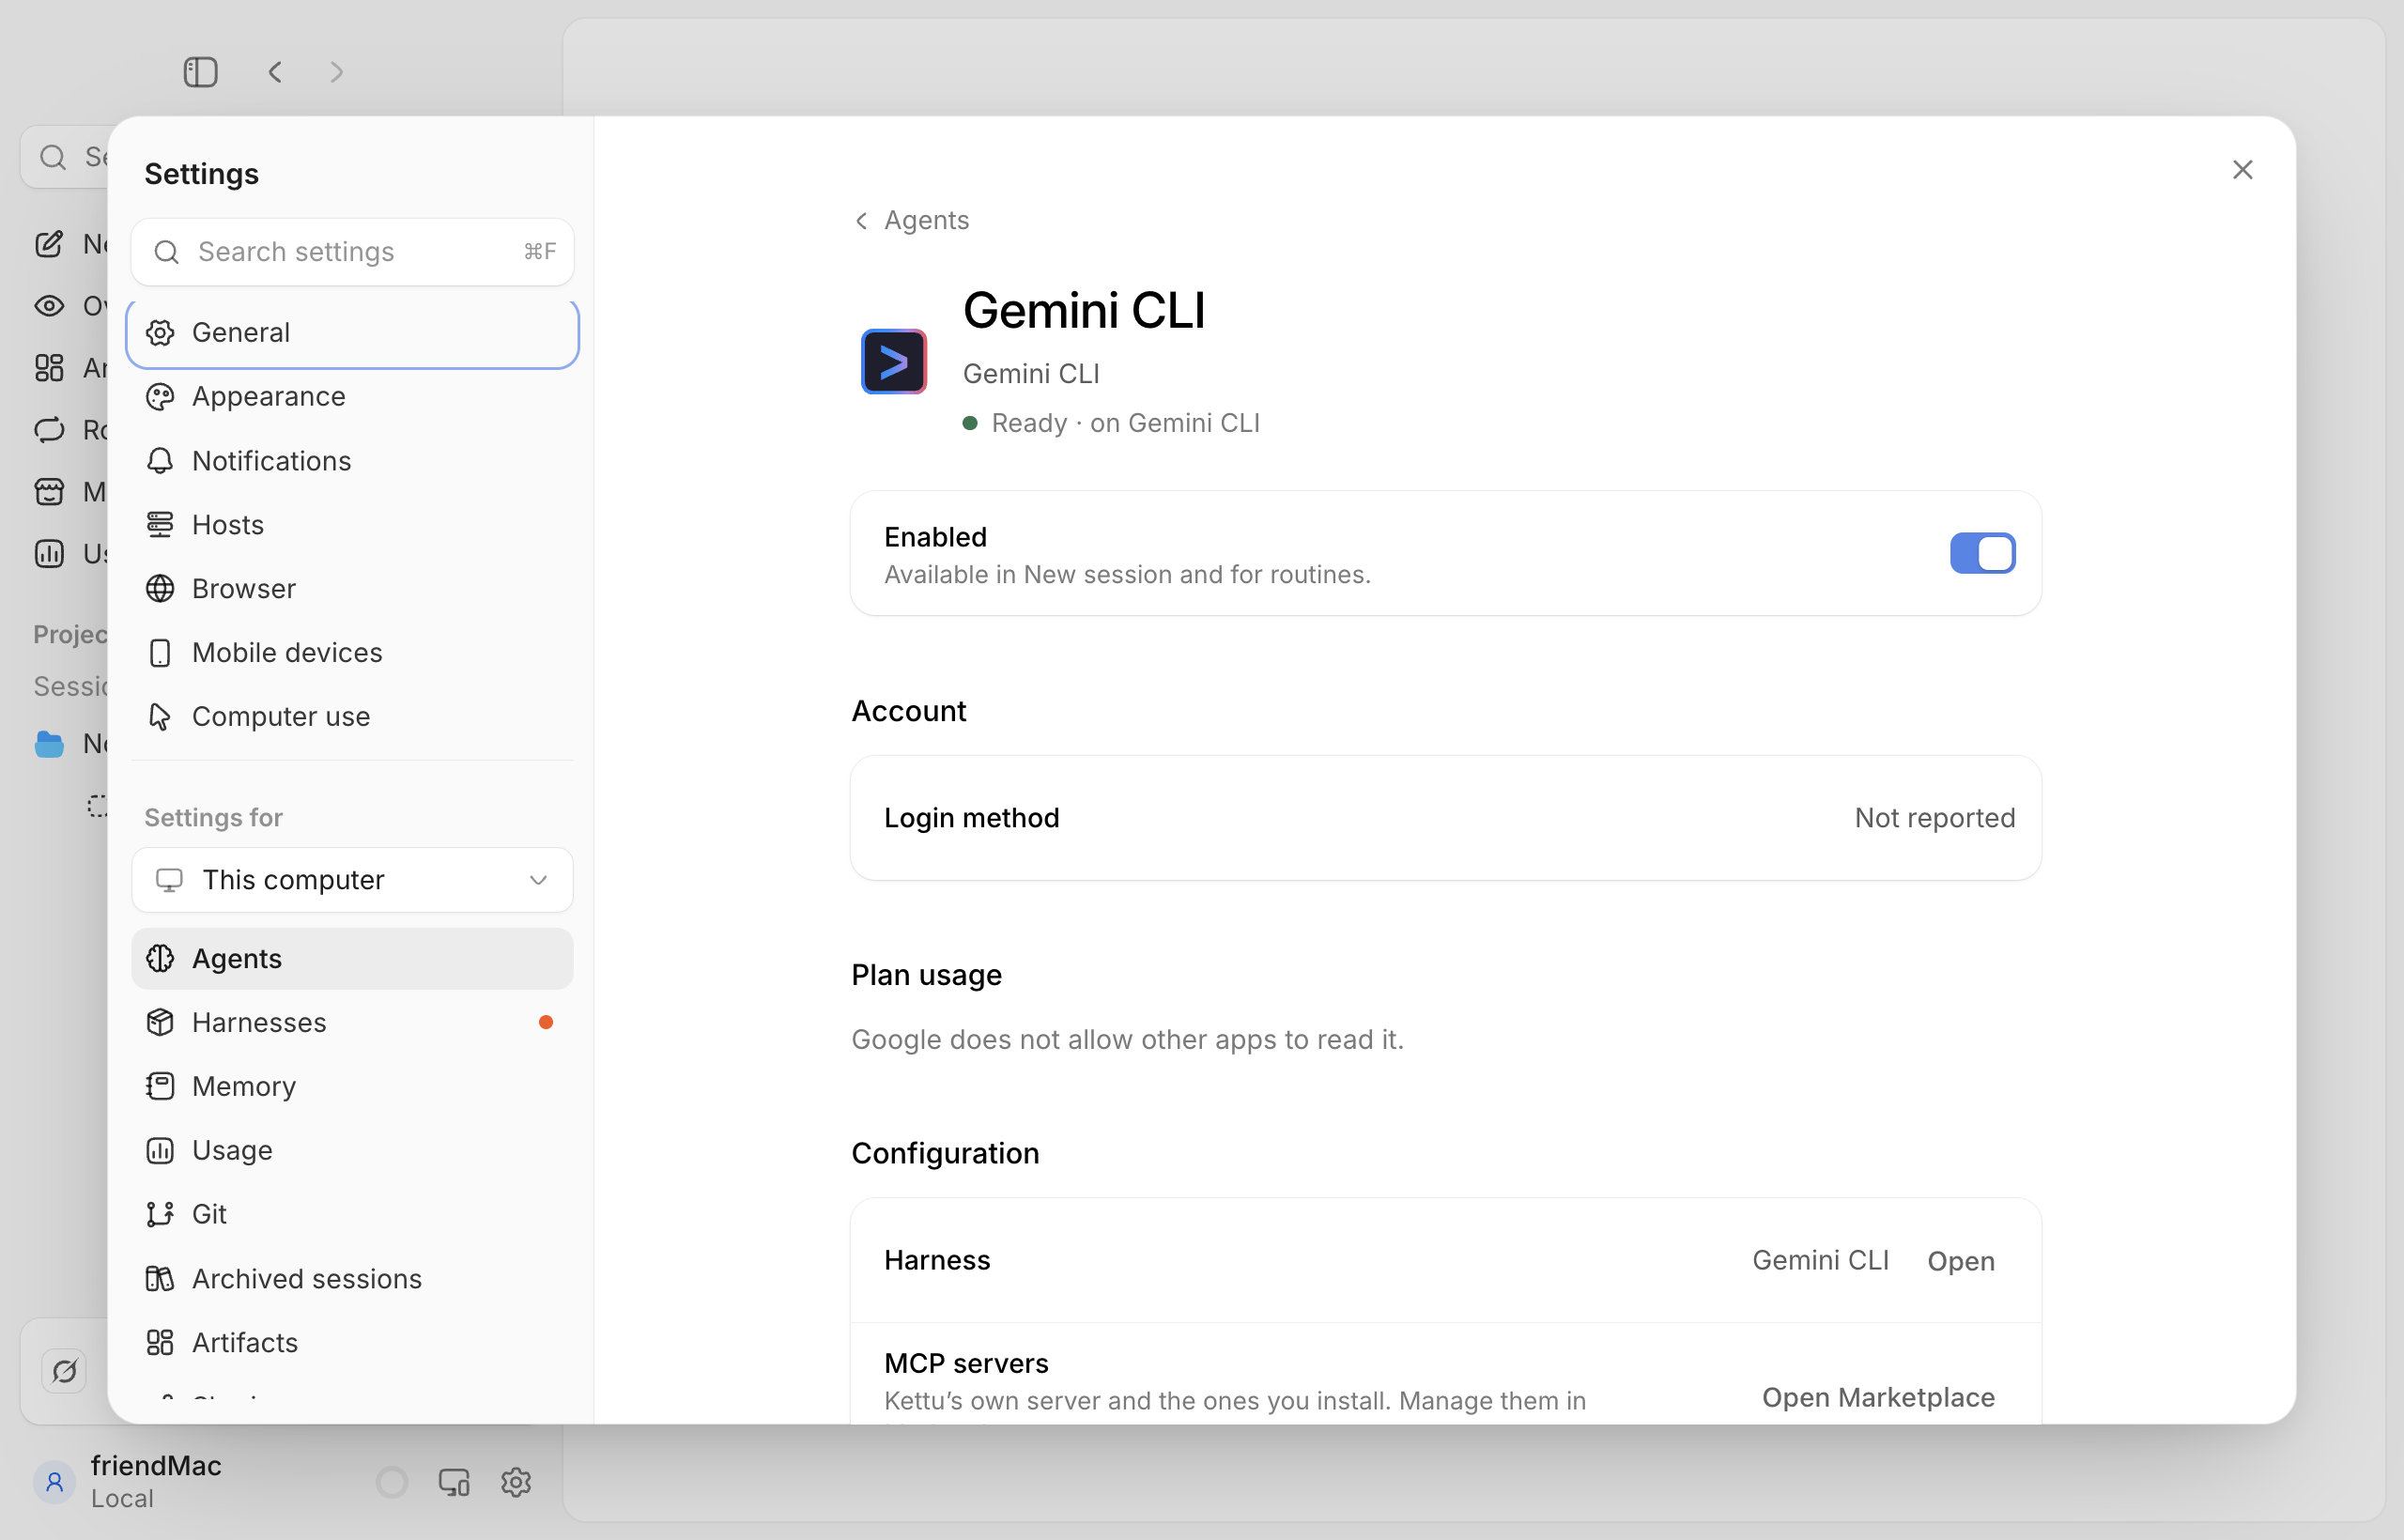 Settings
Search settings ⌘F
General
Appearance
Notifications
Hosts
Browser
Mobile devices
Computer use
Settings for
This computer
Agents
Harnesses
Memory
Usage
Git
Archived sessions
Artifacts
Agents
Gemini CLI
Gemini CLI
Ready · on Gemini CLI
Enabled
Available in New session and for routines.
Account
Login method Not reported
Plan usage
Google does not allow other apps to read it.
Configuration
Harness Gemini CLI Open
MCP servers
Kettu’s own server and the ones you install. Manage them in
Open Marketplace
friendMac
Local